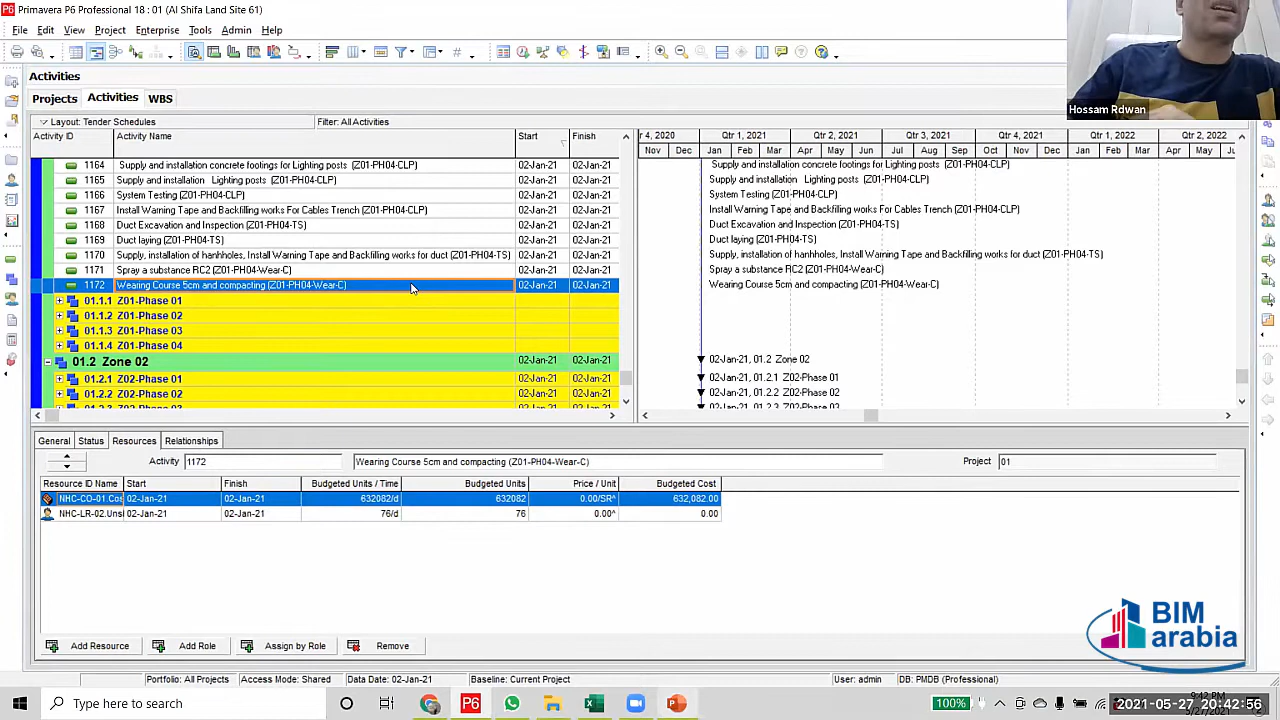 Primavera P6 Professional 18 : 01 (Al Shifa Land Site 61)
File Edit View Project Enterprise Tools Admin Help
Activities
Projects Activities WBS
Layout: Tender Schedules Filter: All Activities
Activity ID Activity Name Start Finish
r 4, 2020 Qtr 1, 2021 Qtr 2, 2021 Qtr 3, 2021 Qtr 4, 2021 Qtr 1, 2022 Qtr 2, 2022
Nov Dec Jan Feb Mar Apr May Jun Jul Aug Sep Oct Nov Dec Jan Feb Mar Apr May Ju
1164 Supply and installation concrete footings for Lighting posts (Z01-PH04-CLP) 02-Jan-21 02-Jan-21 Supply and installation concrete footings for Lighting posts (Z01-PH04-CLP)
1165 Supply and installation Lighting posts (Z01-PH04-CLP) 02-Jan-21 02-Jan-21 Supply and installation Lighting posts (Z01-PH04-CLP)
1166 System Testing (Z01-PH04-CLP) 02-Jan-21 02-Jan-21 System Testing (Z01-PH04-CLP)
1167 Install Warning Tape and Backfilling works For Cables Trench (Z01-PH04-CLP) 02-Jan-21 02-Jan-21 Install Warning Tape and Backfilling works For Cables Trench (Z01-PH04-CLP)
1168 Duct Excavation and Inspection (Z01-PH04-TS) 02-Jan-21 02-Jan-21 Duct Excavation and Inspection (Z01-PH04-TS)
1169 Duct laying (Z01-PH04-TS) 02-Jan-21 02-Jan-21 Duct laying (Z01-PH04-TS)
1170 Supply, installation of hanhholes, Install Warning Tape and Backfilling works for duct (Z01-PH04-TS) 02-Jan-21 02-Jan-21 Supply, installation of hanhholes, Install Warning Tape and Backfilling works for duct (Z01-PH04-TS)
1171 Spray a substance RC2 (Z01-PH04-Wear-C) 02-Jan-21 02-Jan-21 Spray a substance RC2 (Z01-PH04-Wear-C)
1172 Wearing Course 5cm and compacting (Z01-PH04-Wear-C) 02-Jan-21 02-Jan-21 Wearing Course 5cm and compacting (Z01-PH04-Wear-C)
01.1.1 Z01-Phase 01
01.1.2 Z01-Phase 02
01.1.3 Z01-Phase 03
01.1.4 Z01-Phase 04
01.2 Zone 02 02-Jan-21 02-Jan-21 02-Jan-21, 01.2 Zone 02
01.2.1 Z02-Phase 01 02-Jan-21 02-Jan-21 02-Jan-21, 01.2.1 Z02-Phase 01
01.2.2 Z02-Phase 02 02-Jan-21 02-Jan-21 02-Jan-21, 01.2.2 Z02-Phase 02
General Status Resources Relationships
Activity 1172 Wearing Course 5cm and compacting (Z01-PH04-Wear-C) Project 01
Resource ID Name Start Finish Budgeted Units / Time Budgeted Units Price / Unit Budgeted Cost
NHC-CO-01.Cos 02-Jan-21 02-Jan-21 632082/d 632082 0.00/SR^ 632,082.00
NHC-LR-02.Uns 02-Jan-21 02-Jan-21 76/d 76 0.00^ 0.00
Add Resource Add Role Assign by Role Remove
Portfolio: All Projects Access Mode: Shared Data Date: 02-Jan-21 Baseline: Current Project User: admin DB: PMDB (Professional)
Type here to search
100%
2021-05-27 20:42:56
Hossam Rdwan
BIM
arabia